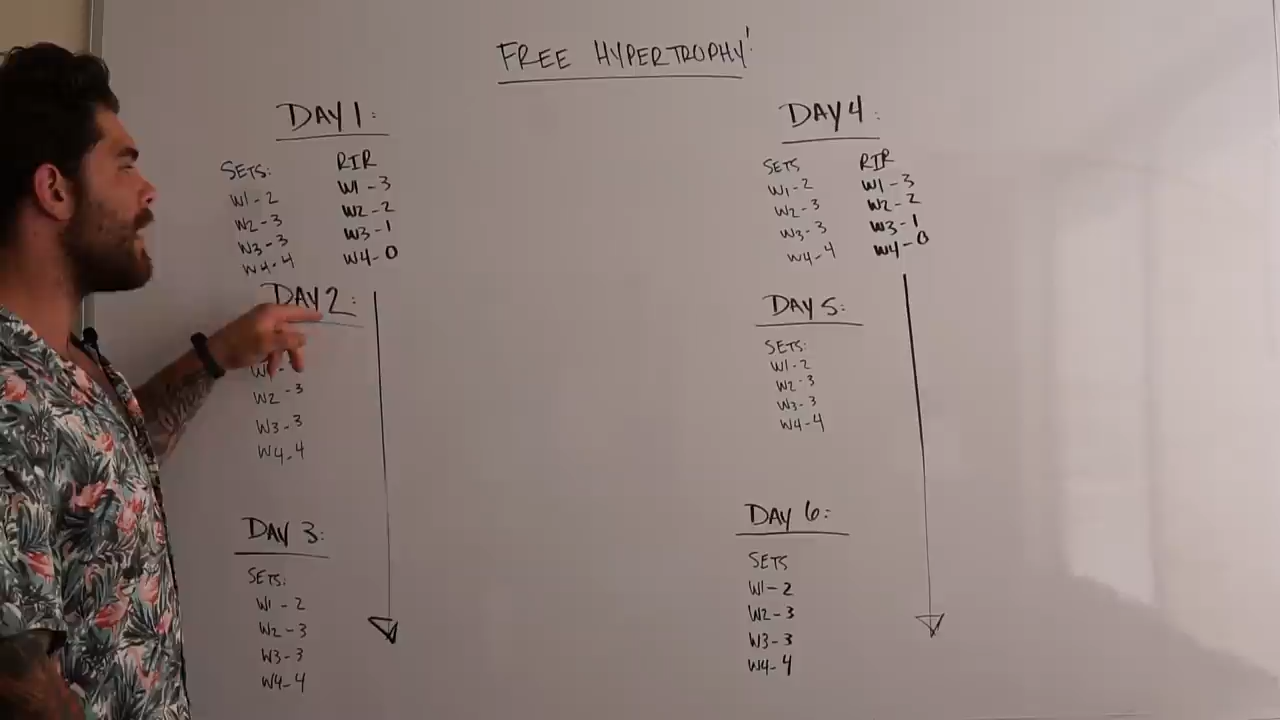 FREE HYPERTROPHY!
DAY 1:
SETS:
W1-2
W2-3
W3-3
W4-4
RIR
W1-3
W2-2
W3-1
W4-0
DAY 2:
W2-3
W3-3
W4-4
DAY 3:
SETS:
W1-2
W2-3
W3-3
W4-4
DAY 4:
SETS
W1-2
W2-3
W3-3
W4-4
RIR
W1-3
W2-2
W3-1
W4-0
DAY 5:
SETS:
W1-2
W2-3
W3-3
W4-4
DAY 6:
SETS
W1-2
W2-3
W3-3
W4-4